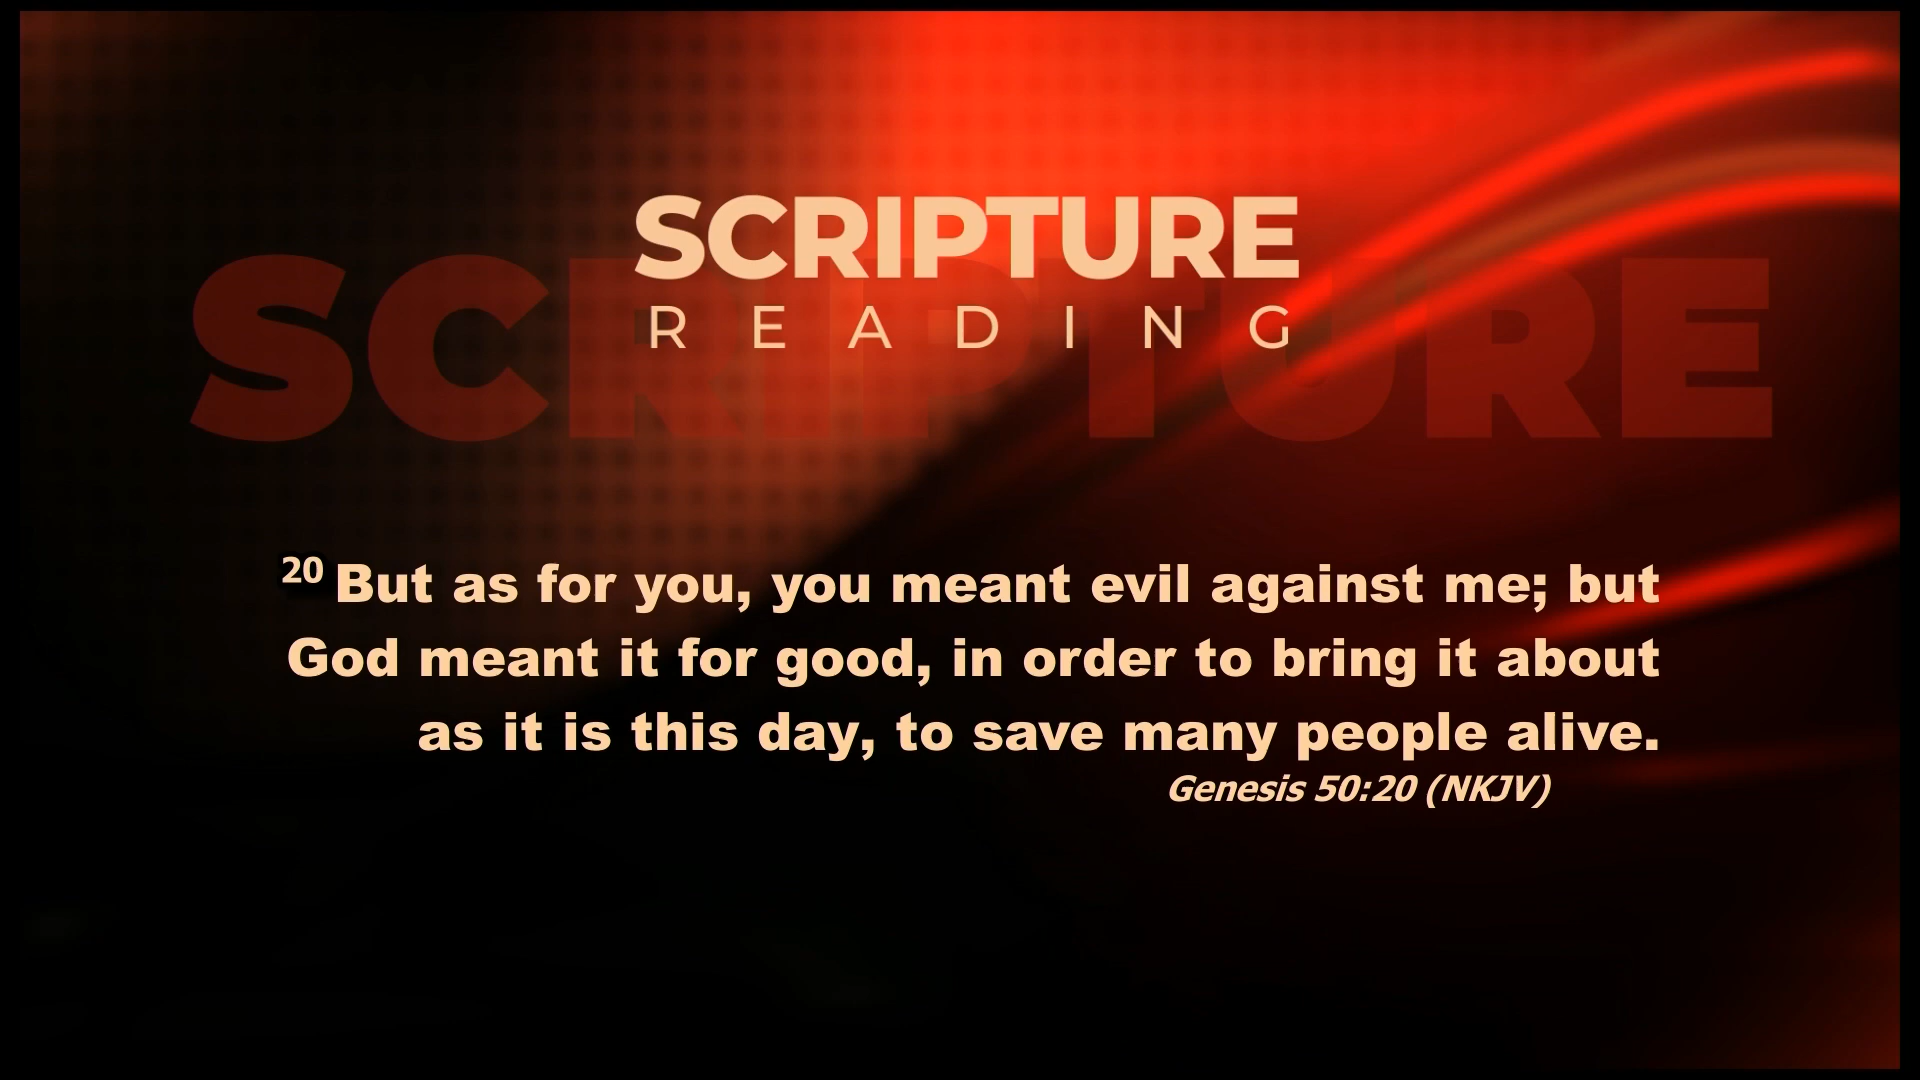 SCRIPTURE
SCRIPTURE
READING
20 But as for you, you meant evil against me; but
God meant it for good, in order to bring it about
as it is this day, to save many people alive.
Genesis 50:20 (NKJV)